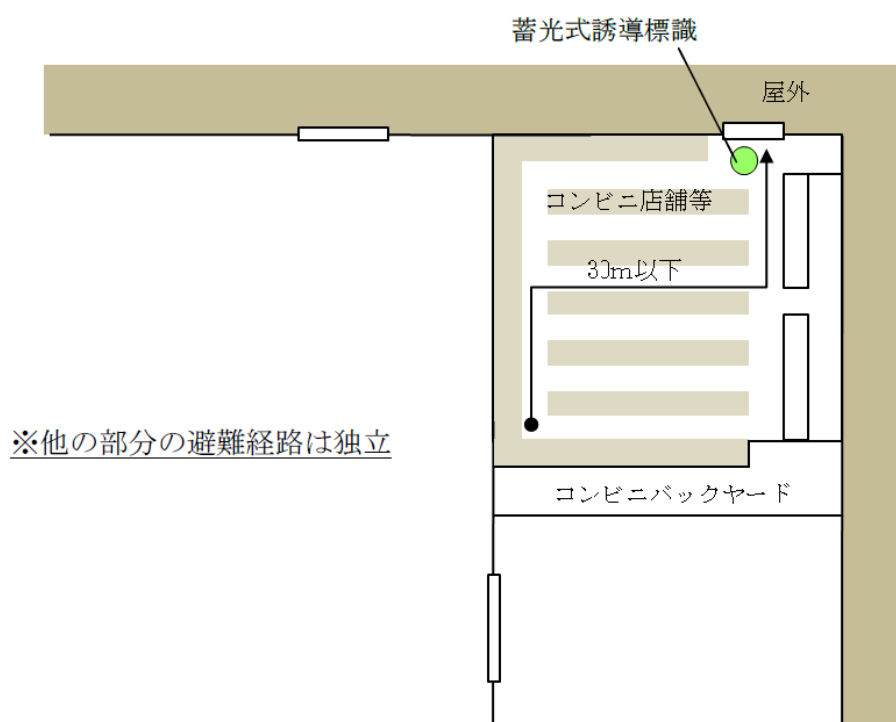 蓄光式誘導標識
屋外
コンビニ店舗等
30m以下
※他の部分の避難経路は独立
コンビニバックヤード